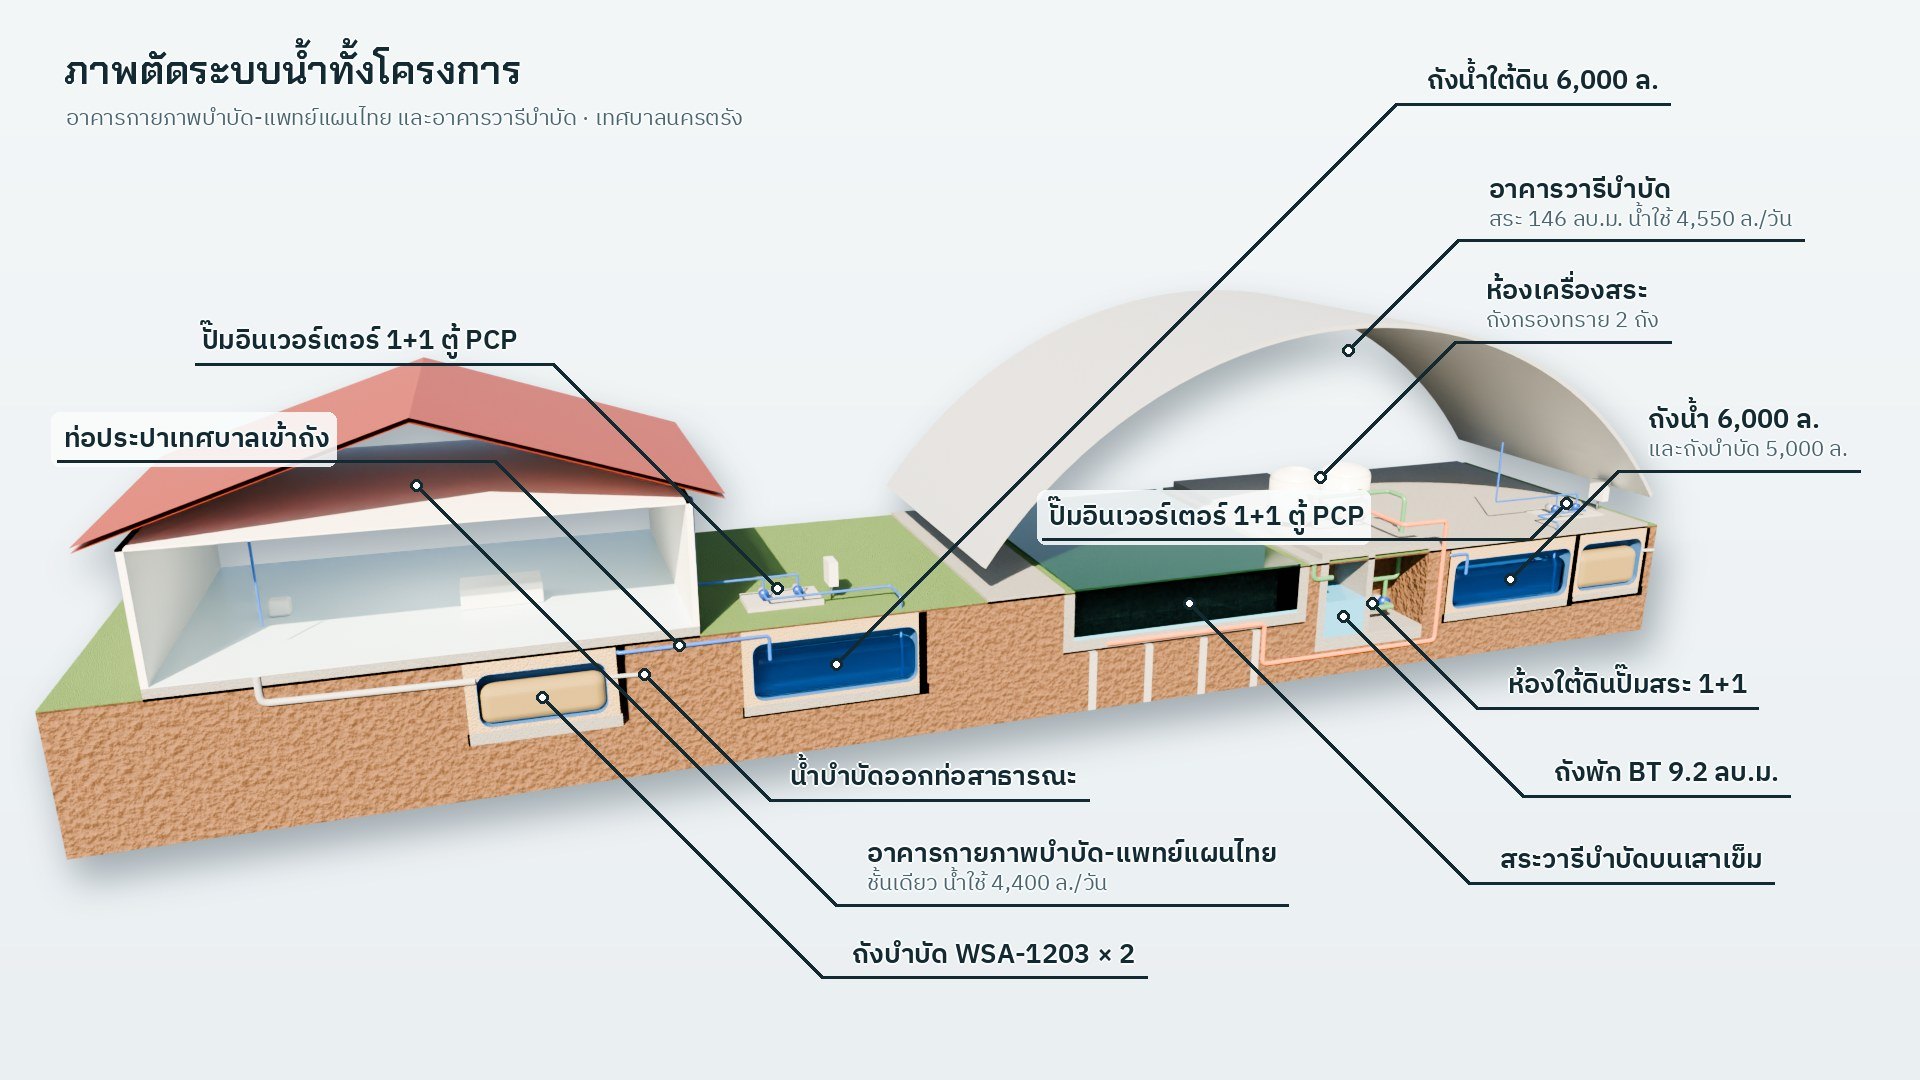 ภาพตัดระบบน้ำทั้งโครงการ
อาคารกายภาพบำบัด-แพทย์แผนไทย และอาคารวารีบำบัด · เทศบาลนครตรัง
ถังน้ำใต้ดิน 6,000 ล.
อาคารวารีบำบัด
สระ 146 ลบ.ม. น้ำใช้ 4,550 ล./วัน
ห้องเครื่องสระ
ถังกรองทราย 2 ถัง
ปั๊มอินเวอร์เตอร์ 1+1 ตู้ PCP
ถังน้ำ 6,000 ล.
และถังบำบัด 5,000 ล.
ท่อประปาเทศบาลเข้าถัง
ปั๊มอินเวอร์เตอร์ 1+1 ตู้ PCP
ห้องใต้ดินปั๊มสระ 1+1
น้ำบำบัดออกท่อสาธารณะ
ถังพัก BT 9.2 ลบ.ม.
อาคารกายภาพบำบัด-แพทย์แผนไทย
ชั้นเดียว น้ำใช้ 4,400 ล./วัน
สระวารีบำบัดบนเสาเข็ม
ถังบำบัด WSA-1203 × 2